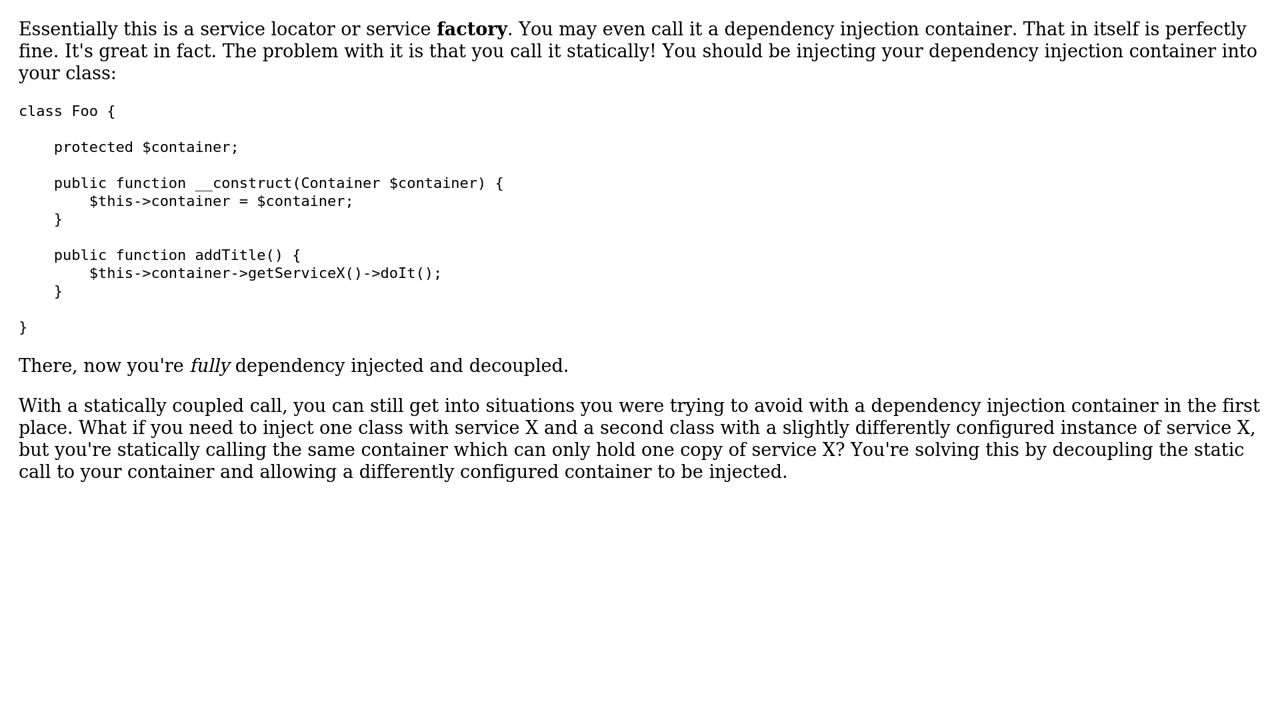 Essentially this is a service locator or service factory. You may even call it a dependency injection container. That in itself is perfectly
fine. It's great in fact. The problem with it is that you call it statically! You should be injecting your dependency injection container into
your class:
class Foo {
    protected $container;
    public function __construct(Container $container) {
        $this->container = $container;
    }
    public function addTitle() {
        $this->container->getServiceX()->doIt();
    }
}
There, now you're fully dependency injected and decoupled.
With a statically coupled call, you can still get into situations you were trying to avoid with a dependency injection container in the first
place. What if you need to inject one class with service X and a second class with a slightly differently configured instance of service X,
but you're statically calling the same container which can only hold one copy of service X? You're solving this by decoupling the static
call to your container and allowing a differently configured container to be injected.